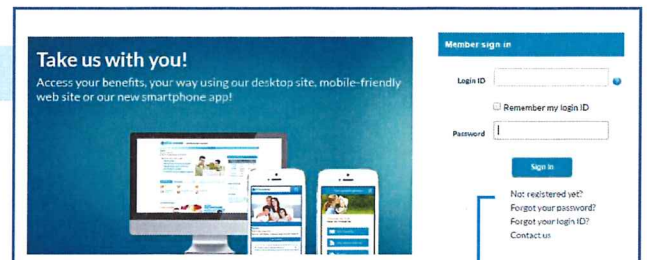 Take us with you!
Access your benefits, your way using our desktop site, mobile-friendly
web site or our new smartphone app!
Member sign in
Login ID
Remember my login ID
Password
Sign in
Not registered yet?
Forgot your password?
Forgot your login ID?
Contact us